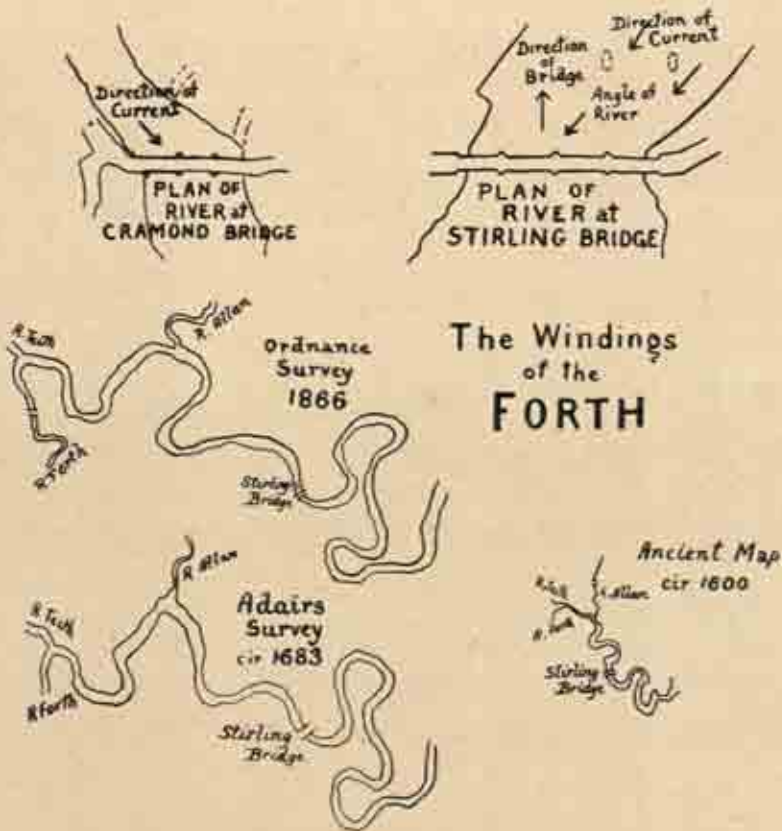 Direction of
Current
PLAN OF
RIVER at
CRAMOND BRIDGE
Direction of
Current
Direction
of
Bridge
Angle of
River
PLAN OF
RIVER at
STIRLING BRIDGE
The Windings
of the
FORTH
R. Teith
R. Allan
R Forth
Ordnance
Survey
1866
Stirling
Bridge
R. Allan
R. Teith
R Forth
Adairs
Survey
cir 1683
Stirling
Bridge
Ancient Map
cir 1600
R. Allan
R. Forth
Stirling
Bridge